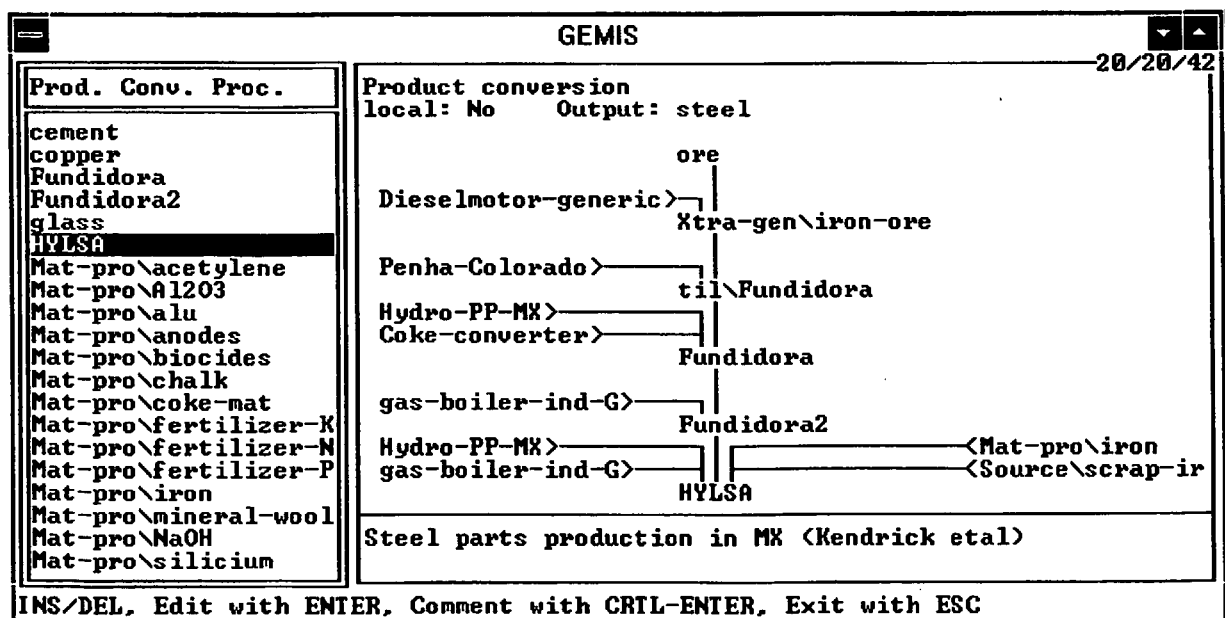 GEMIS
20/20/42
Prod. Conv. Proc.
cement
copper
Fundidora
Fundidora2
glass
HYLSA
Mat-pro\acetylene
Mat-pro\Al2O3
Mat-pro\alu
Mat-pro\anodes
Mat-pro\biocides
Mat-pro\chalk
Mat-pro\coke-mat
Mat-pro\fertilizer-K
Mat-pro\fertilizer-N
Mat-pro\fertilizer-P
Mat-pro\iron
Mat-pro\mineral-wool
Mat-pro\NaOH
Mat-pro\silicium
Product conversion
local: No Output: steel
ore
Dieselmotor-generic>
Xtra-gen\iron-ore
Penha-Colorado>
til\Fundidora
Hydro-PP-MX>
Coke-converter>
Fundidora
gas-boiler-ind-G>
Fundidora2
Hydro-PP-MX> <Mat-pro\iron
gas-boiler-ind-G> <Source\scrap-ir
HYLSA
Steel parts production in MX (Kendrick etal)
INS/DEL, Edit with ENTER, Comment with CRTL-ENTER, Exit with ESC